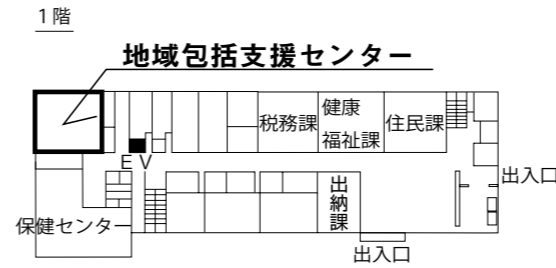 1階
地域包括支援センター
税務課
健康
福祉課
住民課
EV
出入口
保健センター
出納課
出入口